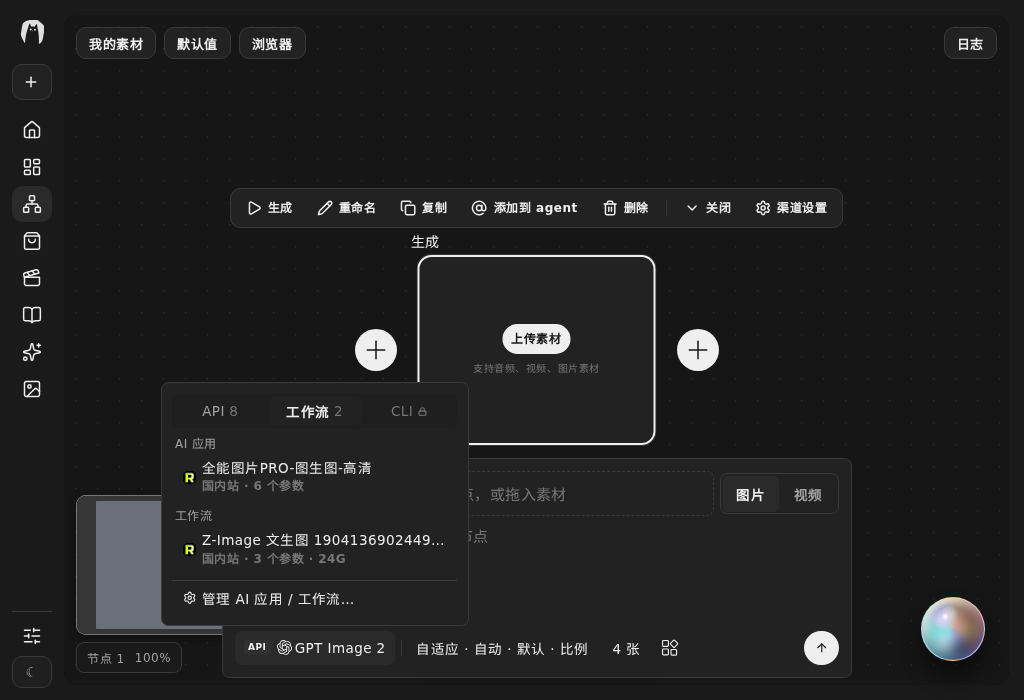 我的素材
默认值
浏览器
日志
生成
重命名
复制
添加到 agent
删除
关闭
渠道设置
生成
上传素材
支持音频、视频、图片素材
API 8
工作流 2
CLI
AI 应用
全能图片PRO-图生图-高清
国内站 · 6 个参数
工作流
Z-Image 文生图 1904136902449...
国内站 · 3 个参数 · 24G
管理 AI 应用 / 工作流...
，或拖入素材
图片
视频
点
API
GPT Image 2
自适应 · 自动 · 默认 · 比例
4 张
节点 1
100%